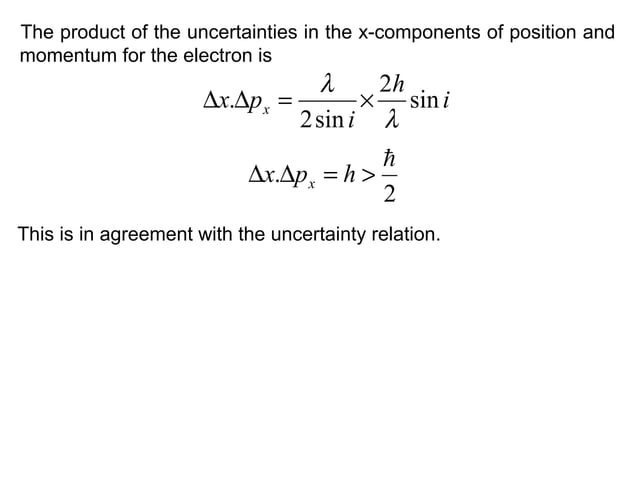 The product of the uncertainties in the x-components of position and
momentum for the electron is
Δx.Δpₓ = λ / (2 sin i) × (2h / λ) sin i
Δx.Δpₓ = h > ℏ / 2
This is in agreement with the uncertainty relation.